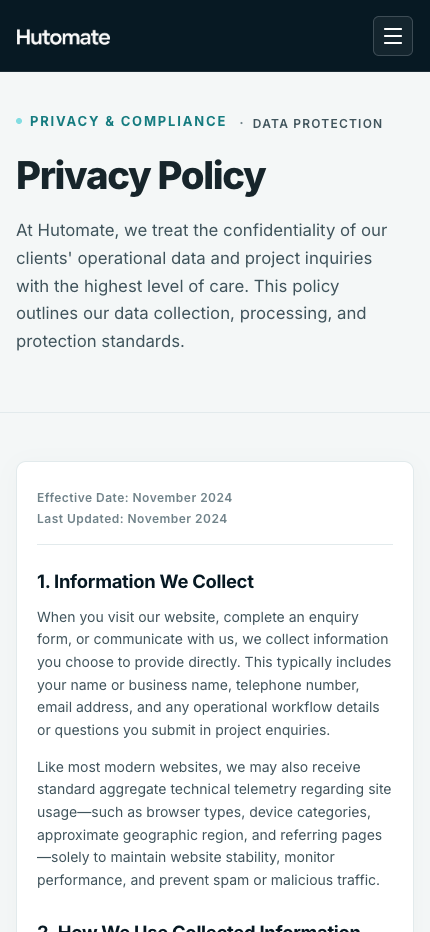 Hutomate
PRIVACY & COMPLIANCE · DATA PROTECTION
Privacy Policy
At Hutomate, we treat the confidentiality of our
clients' operational data and project inquiries
with the highest level of care. This policy
outlines our data collection, processing, and
protection standards.
Effective Date: November 2024
Last Updated: November 2024
1. Information We Collect
When you visit our website, complete an enquiry
form, or communicate with us, we collect information
you choose to provide directly. This typically includes
your name or business name, telephone number,
email address, and any operational workflow details
or questions you submit in project enquiries.
Like most modern websites, we may also receive
standard aggregate technical telemetry regarding site
usage—such as browser types, device categories,
approximate geographic region, and referring pages
—solely to maintain website stability, monitor
performance, and prevent spam or malicious traffic.
2. How We Use Collected Information